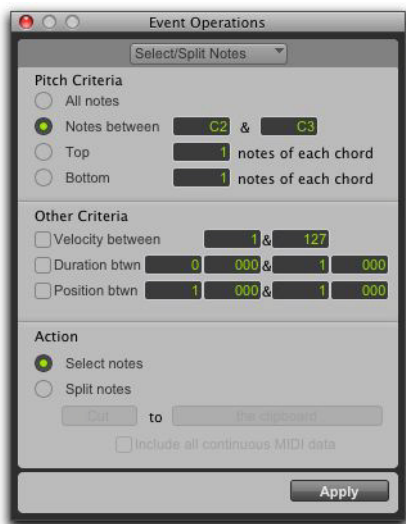 Event Operations
Select/Split Notes
Pitch Criteria
All notes
Notes between C2 & C3
Top 1 notes of each chord
Bottom 1 notes of each chord
Other Criteria
Velocity between 1 & 127
Duration btwn 0 000 & 1 000
Position btwn 1 000 & 1 000
Action
Select notes
Split notes
Cut to the clipboard
Include all continuous MIDI data
Apply